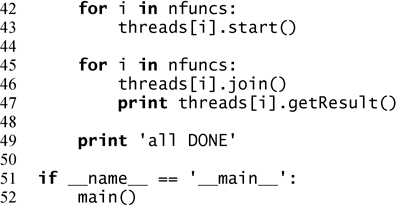 42 for i in nfuncs:
43 threads[i].start()
44
45 for i in nfuncs:
46 threads[i].join()
47 print threads[i].getResult()
48
49 print 'all DONE'
50
51 if __name__ == '__main__':
52 main()